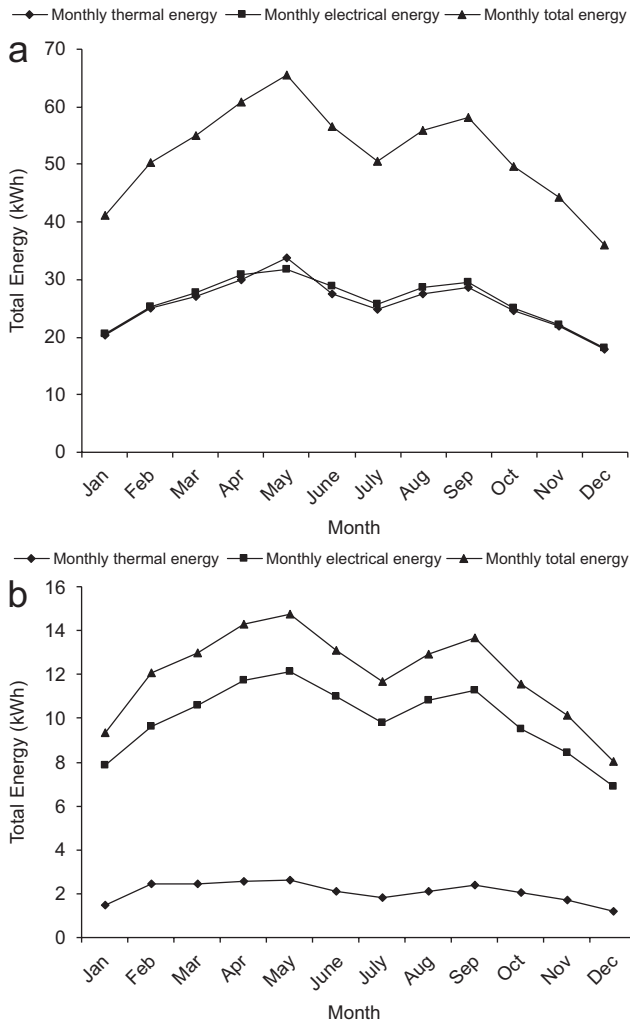 Monthly thermal energy Monthly electrical energy Monthly total energy
a
70
60
50
40
30
20
10
0
Total Energy (kWh)
Jan Feb Mar Apr May June July Aug Sep Oct Nov Dec
Month
Monthly thermal energy Monthly electrical energy Monthly total energy
b
16
14
12
10
8
6
4
2
0
Total Energy (kWh)
Jan Feb Mar Apr May June July Aug Sep Oct Nov Dec
Month